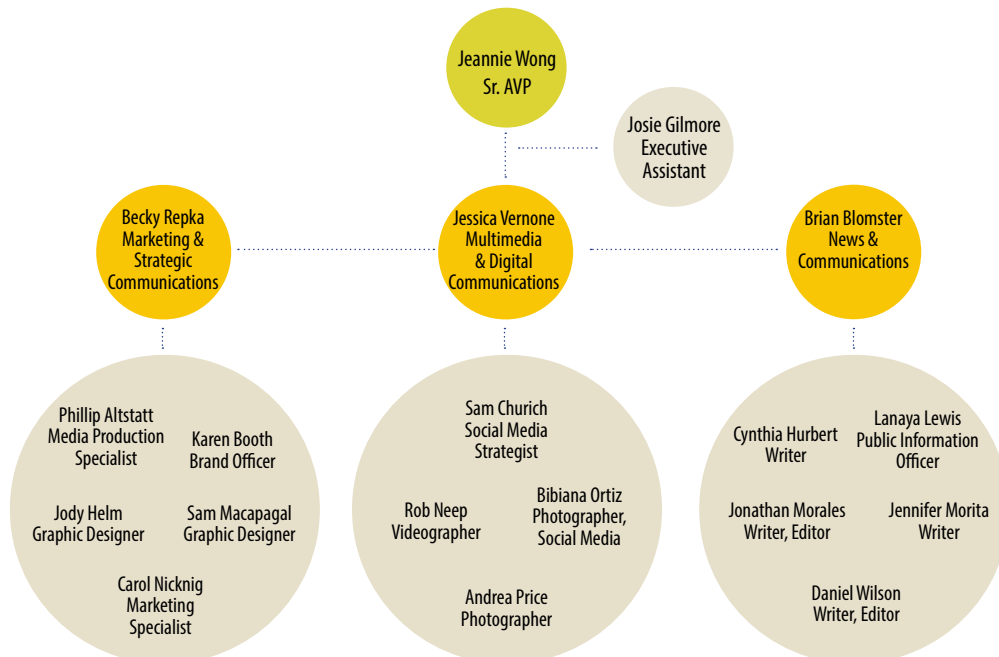 Jeannie Wong
Sr. AVP
Josie Gilmore
Executive
Assistant
Becky Repka
Marketing &
Strategic
Communications
Jessica Vernone
Multimedia
& Digital
Communications
Brian Blomster
News &
Communications
Phillip Altstatt
Media Production
Specialist
Karen Booth
Brand Officer
Jody Helm
Graphic Designer
Sam Macapagal
Graphic Designer
Carol Nicknig
Marketing
Specialist
Sam Churich
Social Media
Strategist
Rob Neep
Videographer
Bibiana Ortiz
Photographer,
Social Media
Andrea Price
Photographer
Cynthia Hurbert
Writer
Lanaya Lewis
Public Information
Officer
Jonathan Morales
Writer, Editor
Jennifer Morita
Writer
Daniel Wilson
Writer, Editor